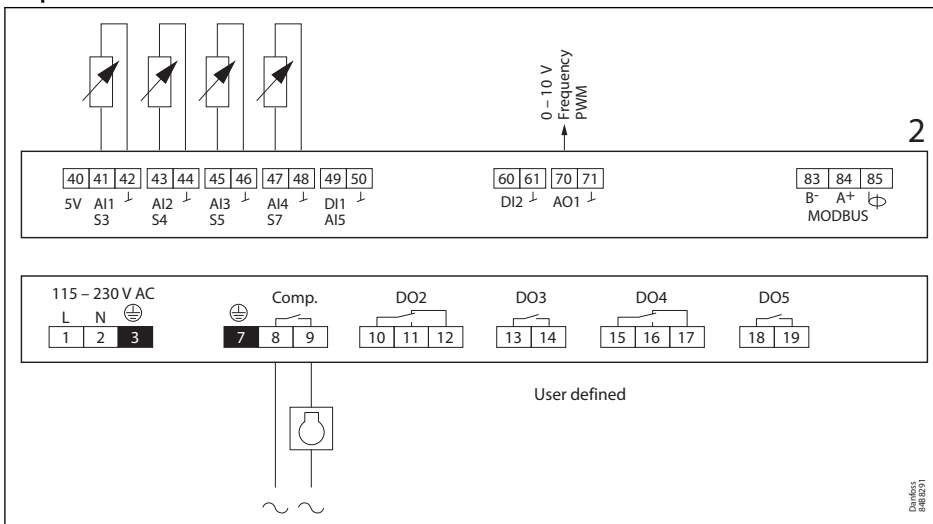 0 – 10 V
Frequency
PWM
2
40 41 42 43 44 45 46 47 48 49 50 60 61 70 71 83 84 85
5V AI1 AI2 AI3 AI4 DI1 DI2 AO1 B- A+
S3 S4 S5 S7 AI5 MODBUS
115 – 230 V AC Comp. DO2 DO3 DO4 DO5
L N
1 2 3 7 8 9 10 11 12 13 14 15 16 17 18 19
User defined
Danfoss
84B8291